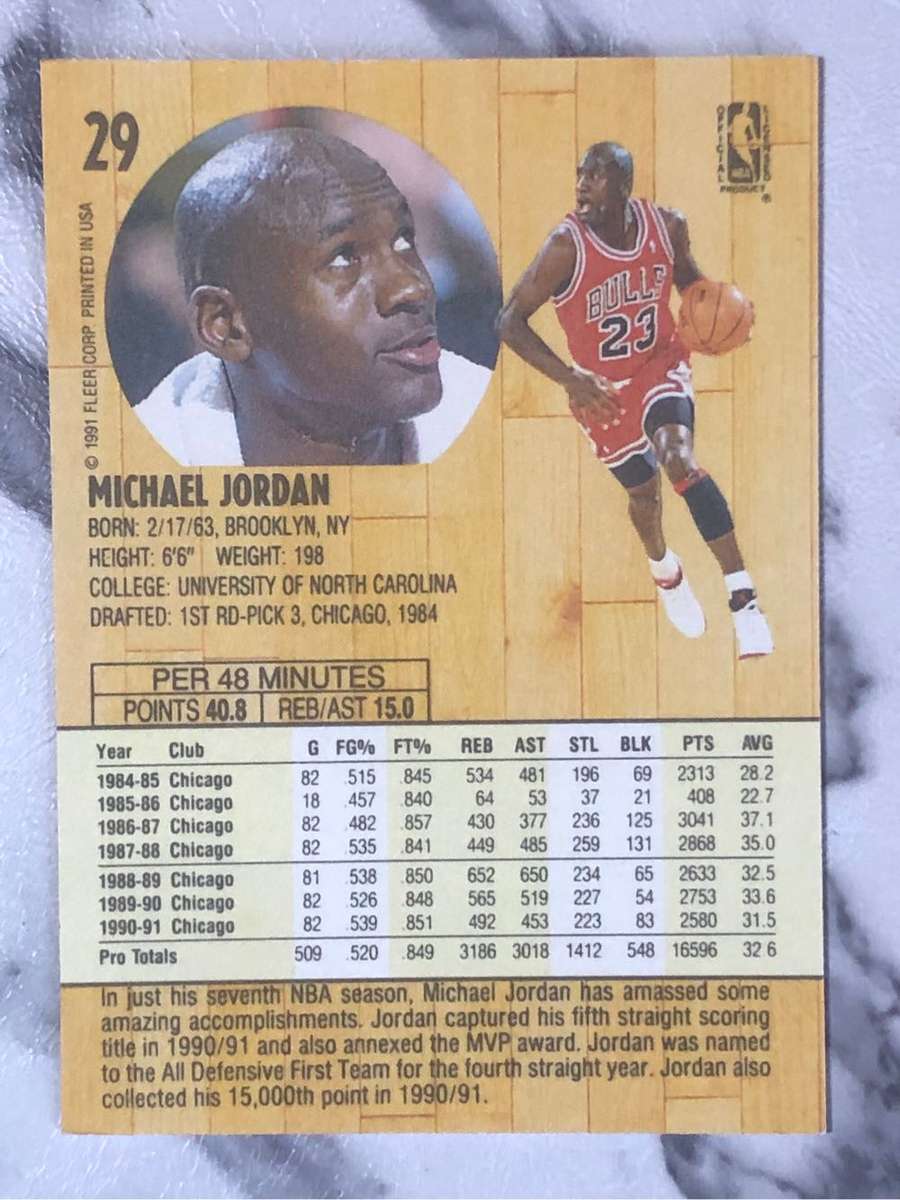 29
OFFICIAL LICENSED
PRODUCT ®
© 1991 FLEER CORP PRINTED IN USA
BULLS
23
MICHAEL JORDAN
BORN: 2/17/63, BROOKLYN, NY
HEIGHT: 6'6" WEIGHT: 198
COLLEGE: UNIVERSITY OF NORTH CAROLINA
DRAFTED: 1ST RD-PICK 3, CHICAGO, 1984
PER 48 MINUTES
POINTS 40.8 REB/AST 15.0
Year Club G FG% FT% REB AST STL BLK PTS AVG
1984-85 Chicago 82 .515 .845 534 481 196 69 2313 28.2
1985-86 Chicago 18 .457 .840 64 53 37 21 408 22.7
1986-87 Chicago 82 .482 .857 430 377 236 125 3041 37.1
1987-88 Chicago 82 .535 .841 449 485 259 131 2868 35.0
1988-89 Chicago 81 .538 .850 652 650 234 65 2633 32.5
1989-90 Chicago 82 .526 .848 565 519 227 54 2753 33.6
1990-91 Chicago 82 .539 .851 492 453 223 83 2580 31.5
Pro Totals 509 .520 .849 3186 3018 1412 548 16596 32.6
In just his seventh NBA season, Michael Jordan has amassed some
amazing accomplishments. Jordan captured his fifth straight scoring
title in 1990/91 and also annexed the MVP award. Jordan was named
to the All Defensive First Team for the fourth straight year. Jordan also
collected his 15,000th point in 1990/91.